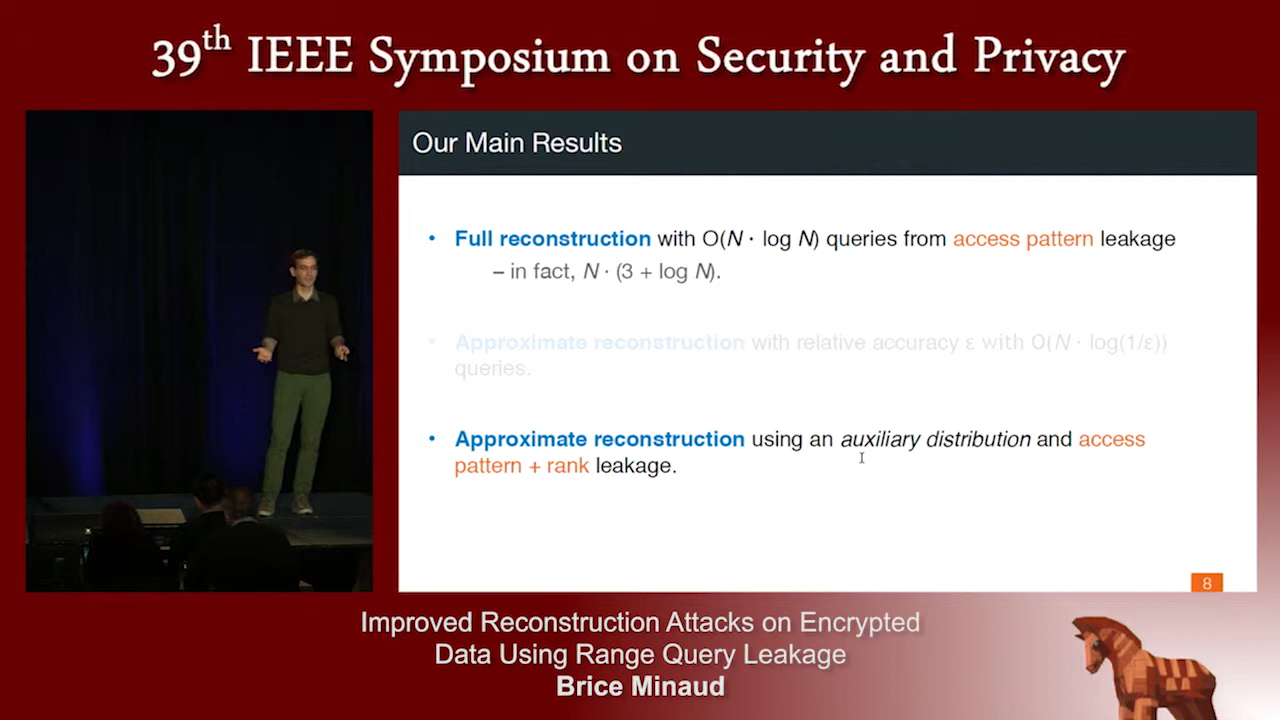 39th IEEE Symposium on Security and Privacy
Our Main Results
• Full reconstruction with O(N · log N) queries from access pattern leakage
– in fact, N · (3 + log N).
• Approximate reconstruction with relative accuracy ε with O(N · log(1/ε))
queries.
• Approximate reconstruction using an auxiliary distribution and access
pattern + rank leakage.
8
Improved Reconstruction Attacks on Encrypted
Data Using Range Query Leakage
Brice Minaud